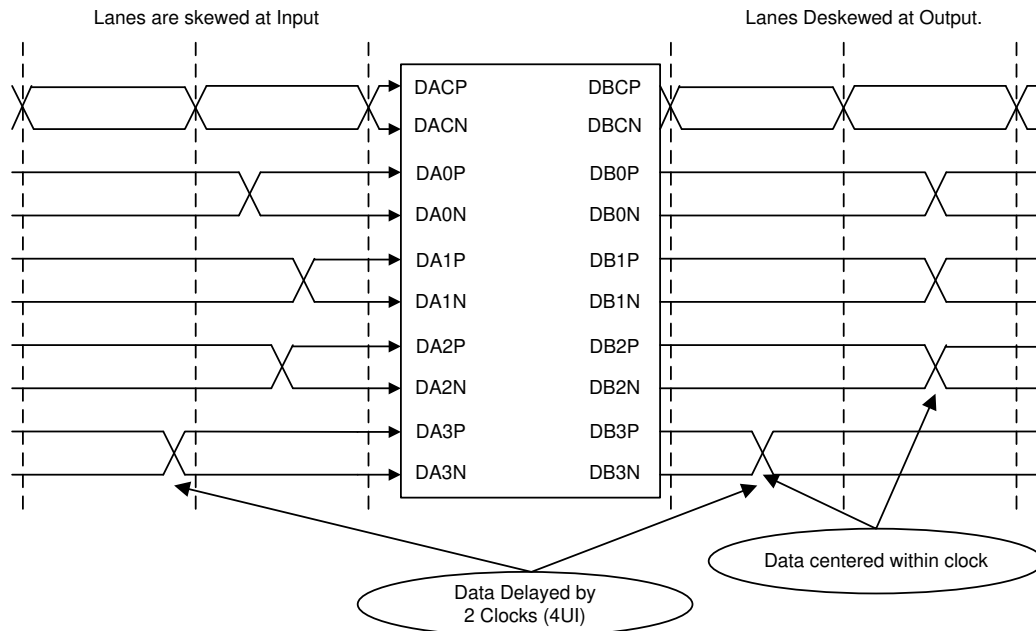 Lanes are skewed at Input
Lanes Deskewed at Output.
DACP
DBCP
DACN
DBCN
DA0P
DB0P
DA0N
DB0N
DA1P
DB1P
DA1N
DB1N
DA2P
DB2P
DA2N
DB2N
DA3P
DB3P
DA3N
DB3N
Data centered within clock
Data Delayed by
2 Clocks (4UI)